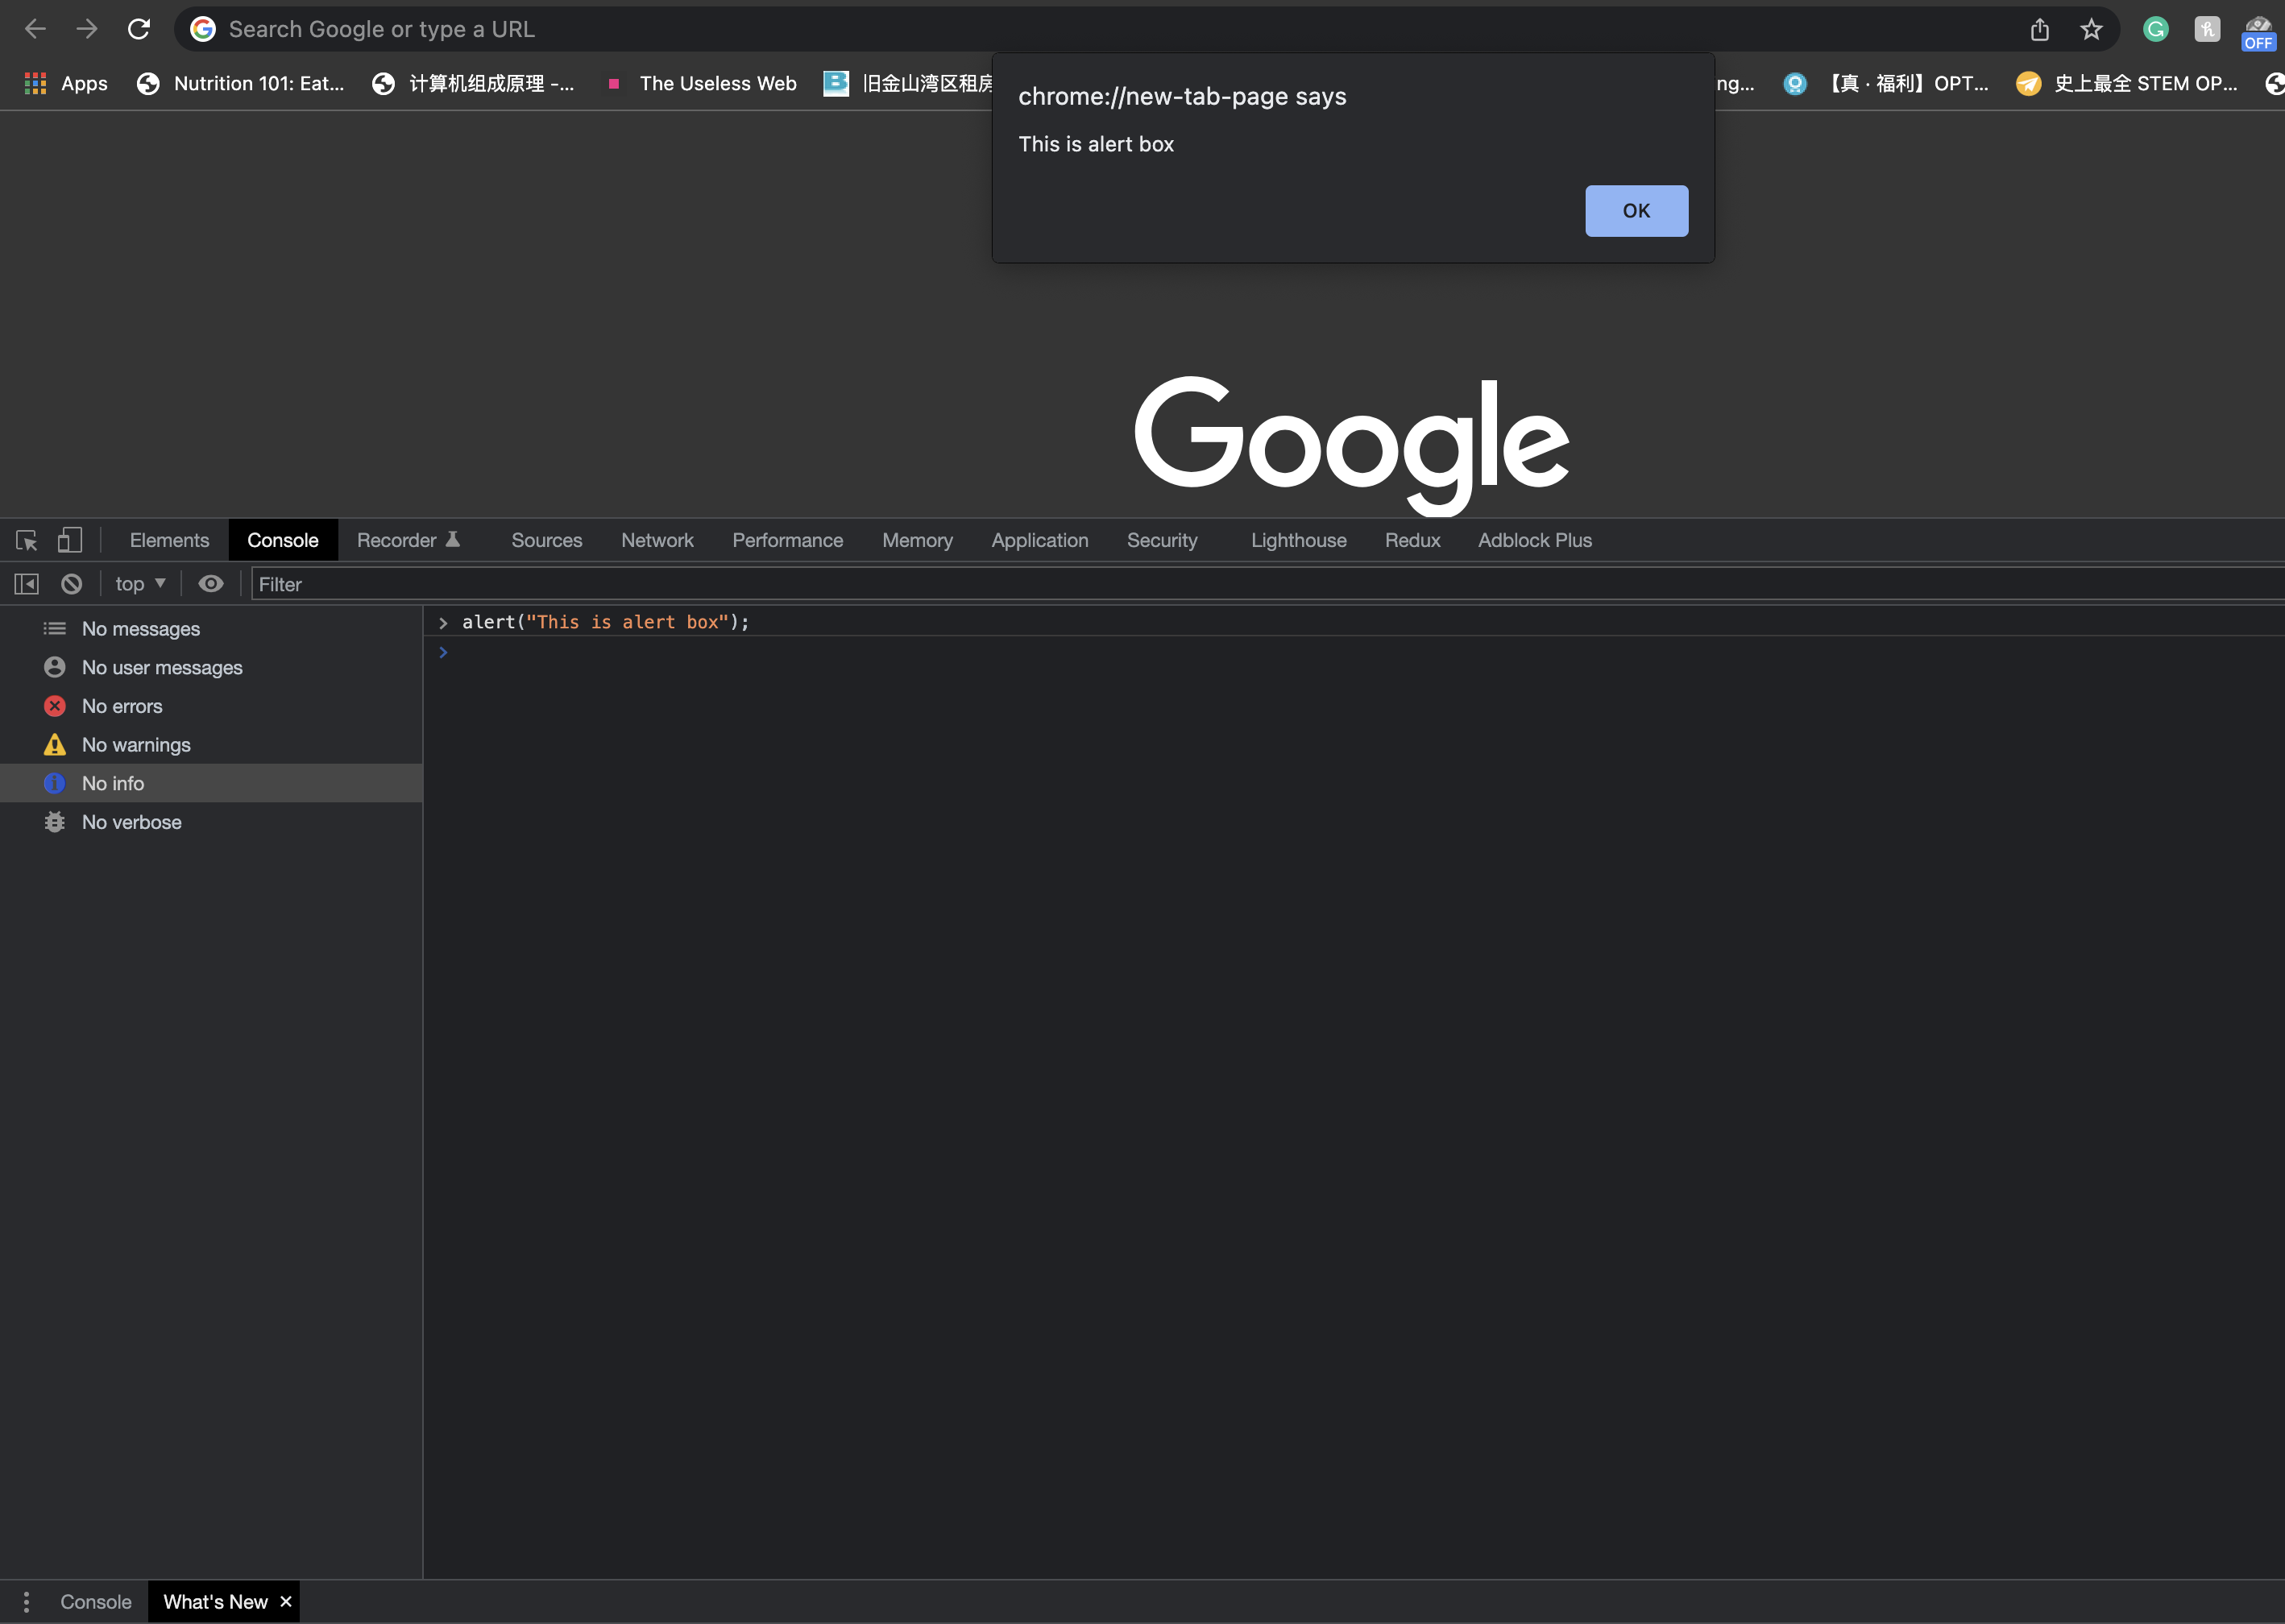 Search Google or type a URL
OFF
Apps
Nutrition 101: Eat...
计算机组成原理 -...
The Useless Web
旧金山湾区租房
ng...
【真 · 福利】OPT...
史上最全 STEM OP...
chrome://new-tab-page says
This is alert box
OK
Google
Elements
Console
Recorder
Sources
Network
Performance
Memory
Application
Security
Lighthouse
Redux
Adblock Plus
top
Filter
No messages
No user messages
No errors
No warnings
No info
No verbose
alert("This is alert box");
Console
What's New